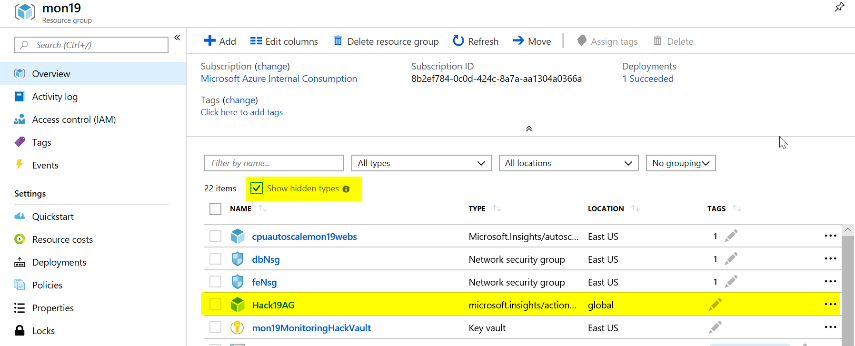 mon19
Resource group
Search (Ctrl+/)
Overview
Activity log
Access control (IAM)
Tags
Events
Settings
Quickstart
Resource costs
Deployments
Policies
Properties
Locks
Add Edit columns Delete resource group Refresh Move Assign tags Delete
Subscription (change) Subscription ID Deployments
Microsoft Azure Internal Consumption 8b2ef784-0c0d-424c-8a7a-aa1304a0366a 1 Succeeded
Tags (change)
Click here to add tags
Filter by name... All types All locations No grouping
22 items Show hidden types
NAME TYPE LOCATION TAGS
cpuautoscalemon19webs Microsoft.Insights/autosc... East US 1
dbNsg Network security group East US 1
feNsg Network security group East US 1
Hack19AG microsoft.insights/action... global
mon19MonitoringHackVault Key vault East US